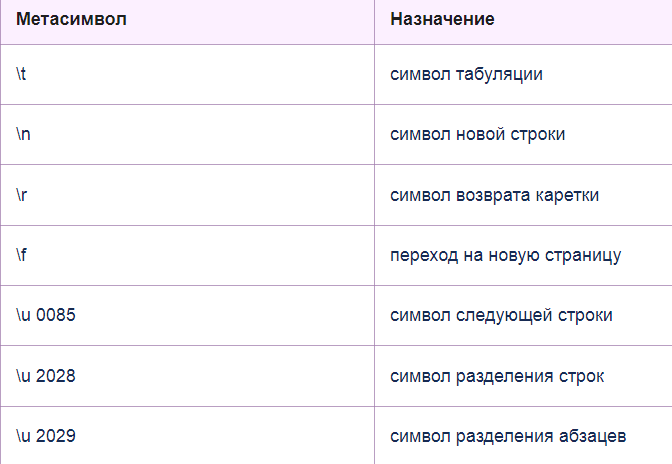 Метасимвол Назначение
\t символ табуляции
\n символ новой строки
\r символ возврата каретки
\f переход на новую страницу
\u 0085 символ следующей строки
\u 2028 символ разделения строк
\u 2029 символ разделения абзацев